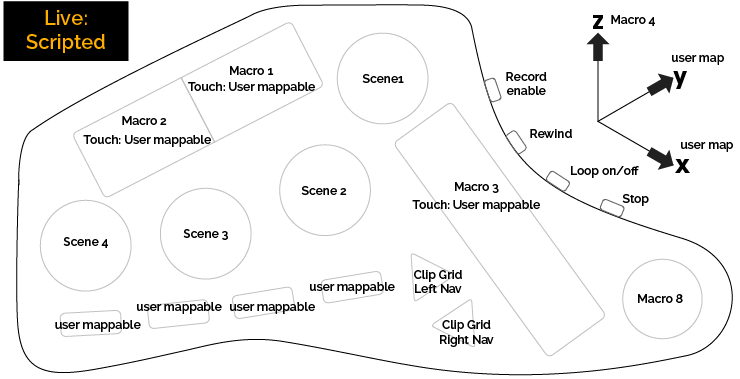 Live:
Scripted
z Macro 4
user map
y
user map
x
Macro 1
Touch: User mappable
Macro 2
Touch: User mappable
Scene1
Record
enable
Rewind
Loop on/off
Stop
Scene 2
Macro 3
Touch: User mappable
Scene 3
Scene 4
Clip Grid
Left Nav
user mappable
user mappable
user mappable
user mappable
Clip Grid
Right Nav
Macro 8